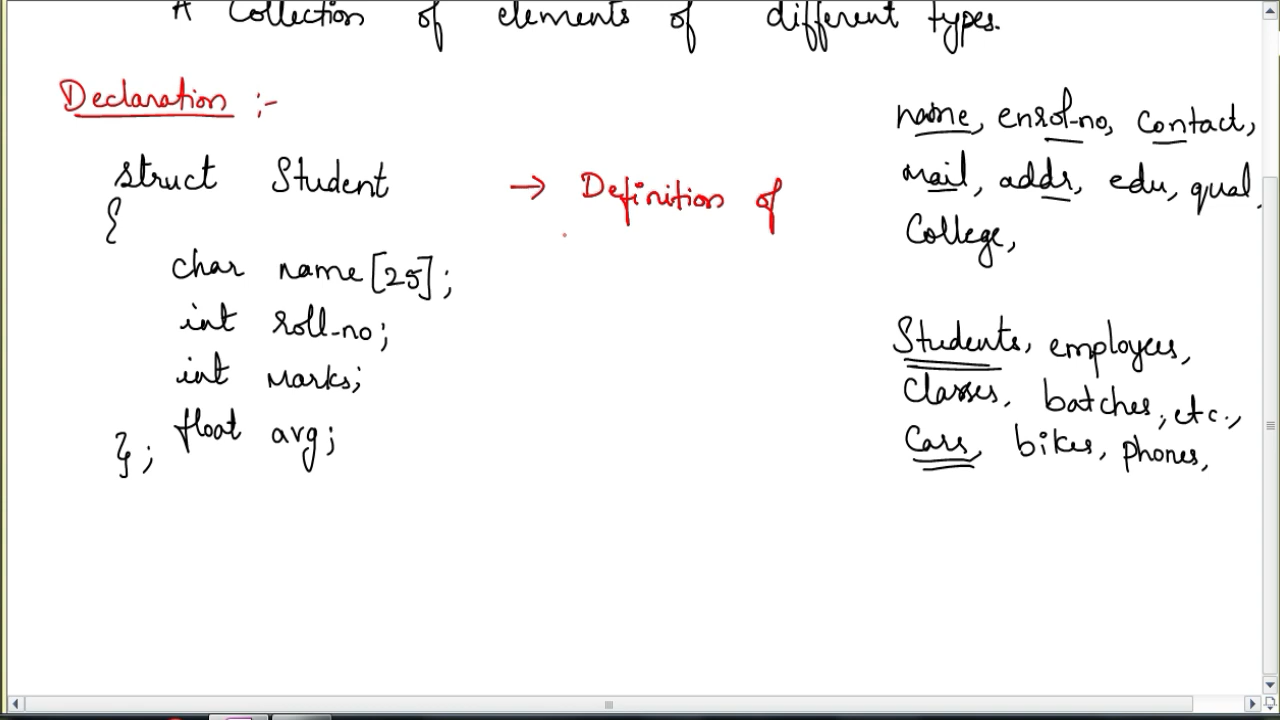 A Collection of elements of different types.
Declaration :-
struct Student → Definition of
{
char name[25];
int roll-no;
int marks;
float avg;
};
name, enrol-no, contact,
mail, addr, edu, qual,
College,
Students, employees,
Classes, batches, etc.,
Cars, bikes, phones,